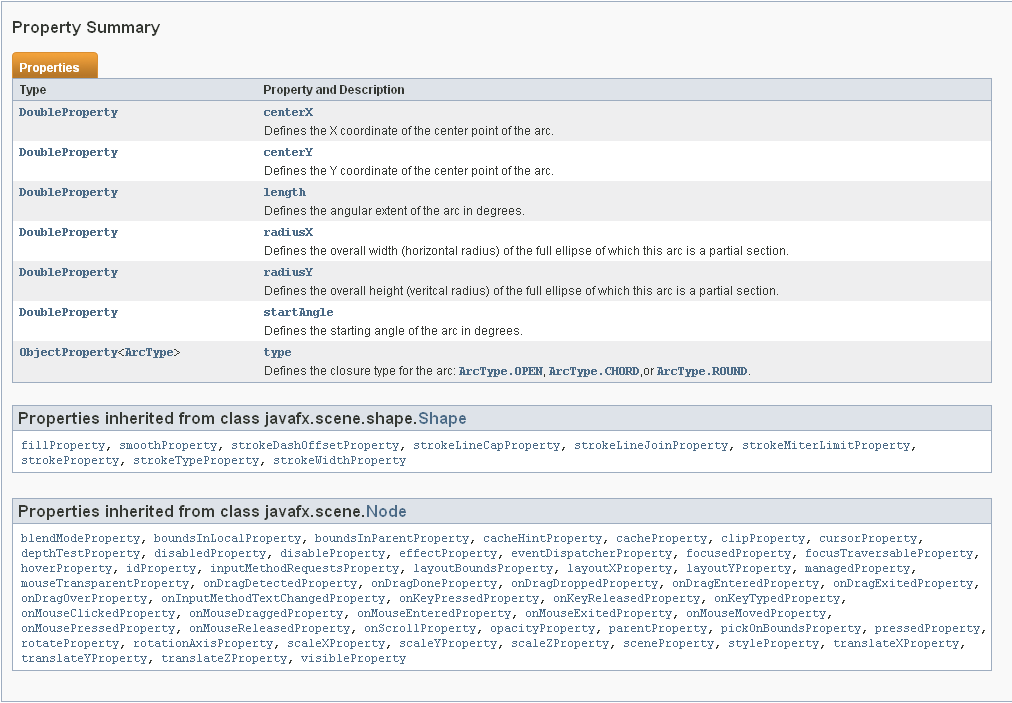 Property Summary
Properties
Type Property and Description
DoubleProperty centerX
Defines the X coordinate of the center point of the arc.
DoubleProperty centerY
Defines the Y coordinate of the center point of the arc.
DoubleProperty length
Defines the angular extent of the arc in degrees.
DoubleProperty radiusX
Defines the overall width (horizontal radius) of the full ellipse of which this arc is a partial section.
DoubleProperty radiusY
Defines the overall height (veritcal radius) of the full ellipse of which this arc is a partial section.
DoubleProperty startAngle
Defines the starting angle of the arc in degrees.
ObjectProperty<ArcType> type
Defines the closure type for the arc: ArcType.OPEN, ArcType.CHORD,or ArcType.ROUND.
Properties inherited from class javafx.scene.shape.Shape
fillProperty, smoothProperty, strokeDashOffsetProperty, strokeLineCapProperty, strokeLineJoinProperty, strokeMiterLimitProperty,
strokeProperty, strokeTypeProperty, strokeWidthProperty
Properties inherited from class javafx.scene.Node
blendModeProperty, boundsInLocalProperty, boundsInParentProperty, cacheHintProperty, cacheProperty, clipProperty, cursorProperty,
depthTestProperty, disabledProperty, disableProperty, effectProperty, eventDispatcherProperty, focusedProperty, focusTraversableProperty,
hoverProperty, idProperty, inputMethodRequestsProperty, layoutBoundsProperty, layoutXProperty, layoutYProperty, managedProperty,
mouseTransparentProperty, onDragDetectedProperty, onDragDoneProperty, onDragDroppedProperty, onDragEnteredProperty, onDragExitedProperty,
onDragOverProperty, onInputMethodTextChangedProperty, onKeyPressedProperty, onKeyReleasedProperty, onKeyTypedProperty,
onMouseClickedProperty, onMouseDraggedProperty, onMouseEnteredProperty, onMouseExitedProperty, onMouseMovedProperty,
onMousePressedProperty, onMouseReleasedProperty, onScrollProperty, opacityProperty, parentProperty, pickOnBoundsProperty, pressedProperty,
rotateProperty, rotationAxisProperty, scaleXProperty, scaleYProperty, scaleZProperty, sceneProperty, styleProperty, translateXProperty,
translateYProperty, translateZProperty, visibleProperty